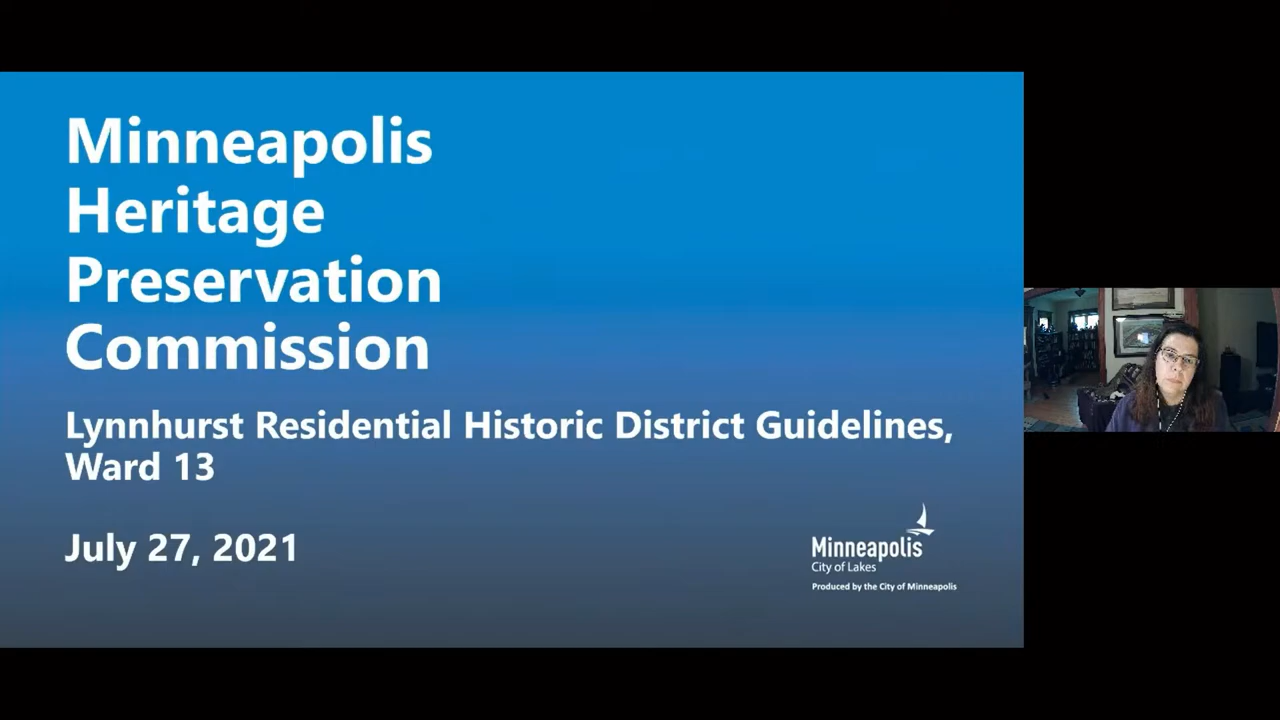 Minneapolis
Heritage
Preservation
Commission
Lynnhurst Residential Historic District Guidelines,
Ward 13
July 27, 2021
Minneapolis
City of Lakes
Produced by the City of Minneapolis